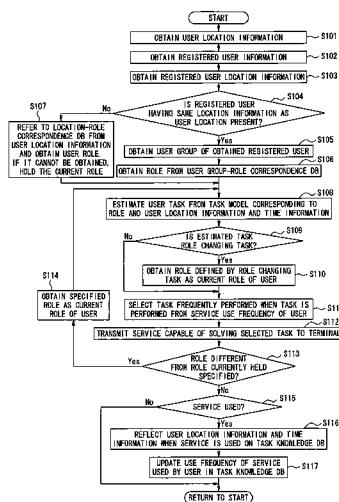 START
OBTAIN USER LOCATION INFORMATION
S101
OBTAIN REGISTERED USER INFORMATION
S102
OBTAIN REGISTERED USER LOCATION INFORMATION
S103
S104
IS REGISTERED USER
HAVING SAME LOCATION INFORMATION AS
USER LOCATION PRESENT?
No
S107
REFER TO LOCATION-ROLE
CORRESPONDENCE DB FROM
USER LOCATION INFORMATION
AND OBTAIN USER ROLE.
IF IT CANNOT BE OBTAINED,
HOLD THE CURRENT ROLE
Yes
S105
OBTAIN USER GROUP OF OBTAINED REGISTERED USER
S106
OBTAIN ROLE FROM USER GROUP-ROLE CORRESPONDENCE DB
S108
ESTIMATE USER TASK FROM TASK MODEL CORRESPONDING TO
ROLE AND USER LOCATION INFORMATION AND TIME INFORMATION
S109
IS ESTIMATED TASK
ROLE CHANGING TASK?
No
Yes
OBTAIN ROLE DEFINED BY ROLE CHANGING
TASK AS CURRENT ROLE OF USER
S110
S114
OBTAIN SPECIFIED
ROLE AS CURRENT
ROLE OF USER
SELECT TASK FREQUENTLY PERFORMED WHEN TASK IS
PERFORMED FROM SERVICE USE FREQUENCY OF USER
S111
S112
TRANSMIT SERVICE CAPABLE OF SOLVING SELECTED TASK TO TERMINAL
S113
ROLE DIFFERENT
FROM ROLE CURRENTLY HELD
SPECIFIED?
Yes
No
S115
SERVICE USED?
No
Yes
S116
REFLECT USER LOCATION INFORMATION AND TIME
INFORMATION WHEN SERVICE IS USED ON TASK KNOWLEDGE DB
UPDATE USE FREQUENCY OF SERVICE
USED BY USER IN TASK KNOWLEDGE DB
S117
RETURN TO START